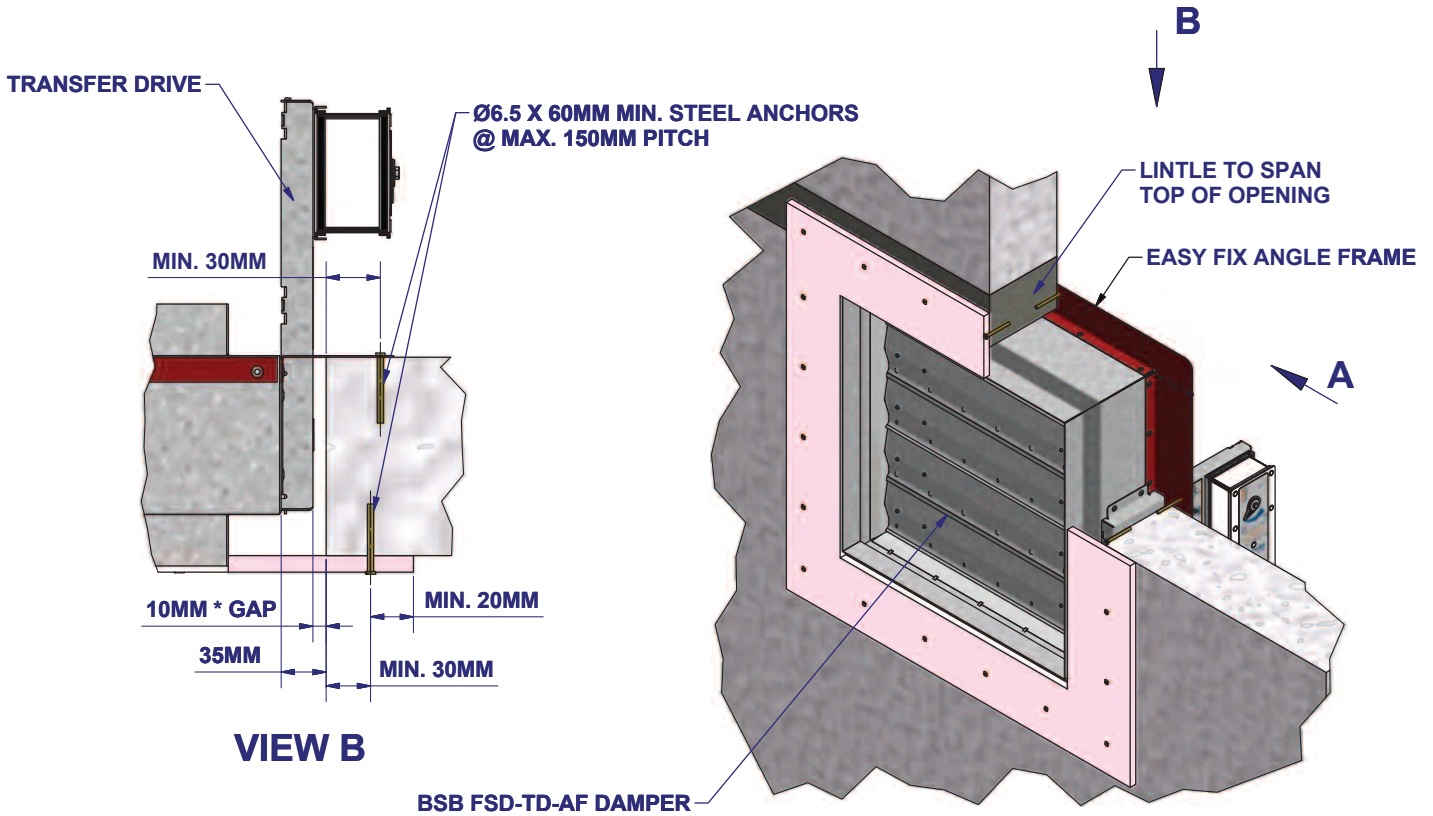 B
TRANSFER DRIVE
Ø6.5 X 60MM MIN. STEEL ANCHORS
@ MAX. 150MM PITCH
LINTLE TO SPAN
TOP OF OPENING
EASY FIX ANGLE FRAME
MIN. 30MM
A
10MM * GAP
MIN. 20MM
35MM
MIN. 30MM
VIEW B
BSB FSD-TD-AF DAMPER